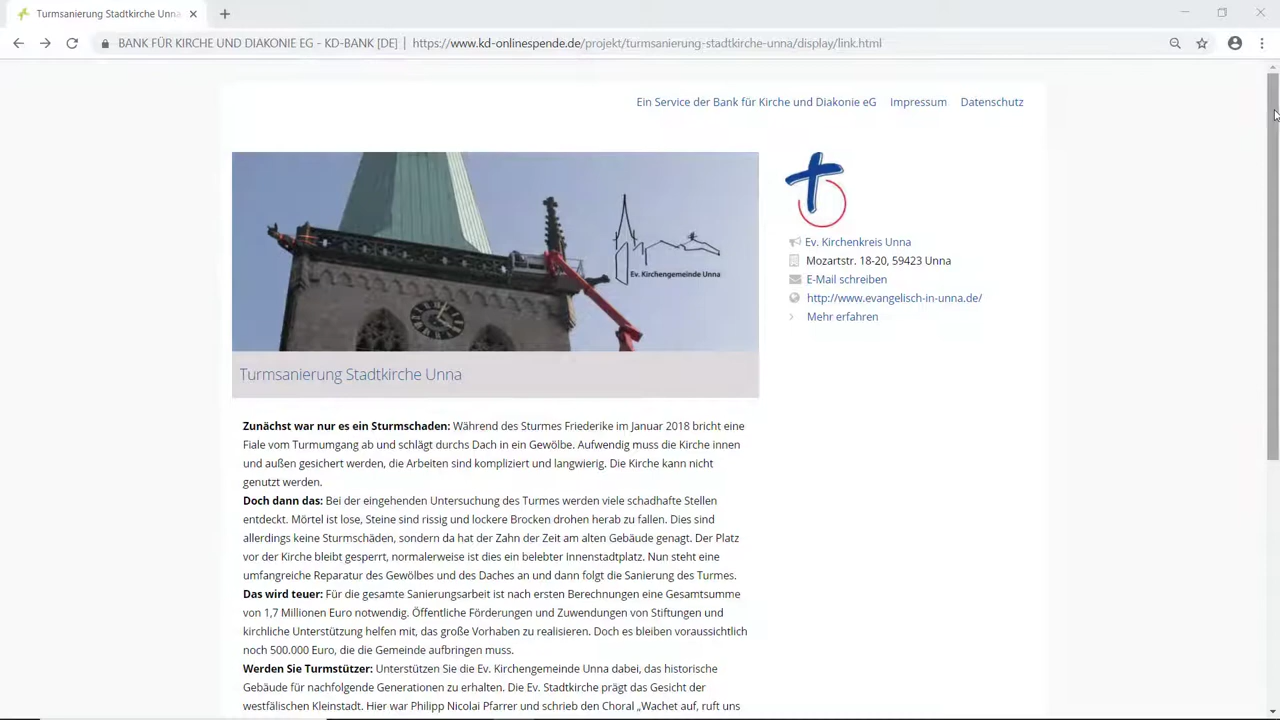 Turmsanierung Stadtkirche Unna
BANK FÜR KIRCHE UND DIAKONIE EG - KD-BANK [DE] | https://www.kd-onlinespende.de/projekt/turmsanierung-stadtkirche-unna/display/link.html
Ein Service der Bank für Kirche und Diakonie eG Impressum Datenschutz
Ev. Kirchengemeinde Unna
Turmsanierung Stadtkirche Unna
Ev. Kirchenkreis Unna
Mozartstr. 18-20, 59423 Unna
E-Mail schreiben
http://www.evangelisch-in-unna.de/
Mehr erfahren
Zunächst war nur es ein Sturmschaden: Während des Sturmes Friederike im Januar 2018 bricht eine
Fiale vom Turmumgang ab und schlägt durchs Dach in ein Gewölbe. Aufwendig muss die Kirche innen
und außen gesichert werden, die Arbeiten sind kompliziert und langwierig. Die Kirche kann nicht
genutzt werden.
Doch dann das: Bei der eingehenden Untersuchung des Turmes werden viele schadhafte Stellen
entdeckt. Mörtel ist lose, Steine sind rissig und lockere Brocken drohen herab zu fallen. Dies sind
allerdings keine Sturmschäden, sondern da hat der Zahn der Zeit am alten Gebäude genagt. Der Platz
vor der Kirche bleibt gesperrt, normalerweise ist dies ein belebter Innenstadtplatz. Nun steht eine
umfangreiche Reparatur des Gewölbes und des Daches an und dann folgt die Sanierung des Turmes.
Das wird teuer: Für die gesamte Sanierungsarbeit ist nach ersten Berechnungen eine Gesamtsumme
von 1,7 Millionen Euro notwendig. Öffentliche Förderungen und Zuwendungen von Stiftungen und
kirchliche Unterstützung helfen mit, das große Vorhaben zu realisieren. Doch es bleiben voraussichtlich
noch 500.000 Euro, die die Gemeinde aufbringen muss.
Werden Sie Turmstützer: Unterstützen Sie die Ev. Kirchengemeinde Unna dabei, das historische
Gebäude für nachfolgende Generationen zu erhalten. Die Ev. Stadtkirche prägt das Gesicht der
westfälischen Kleinstadt. Hier war Philipp Nicolai Pfarrer und schrieb den Choral „Wachet auf, ruft uns